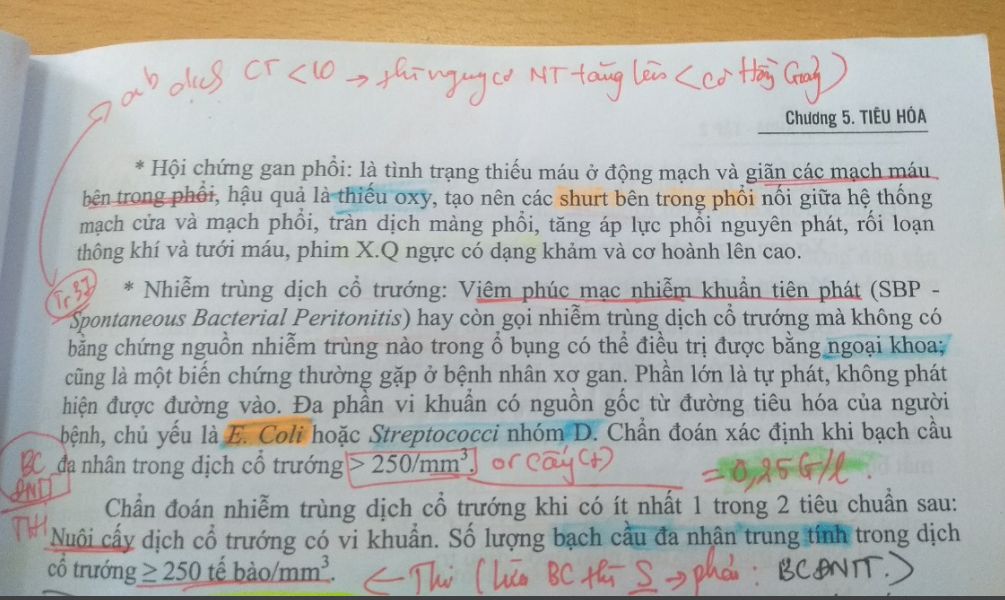 ab dịch CT < 10 → thì nguy cơ NT tăng lên < cô Hồng Giang)
Chương 5. TIÊU HÓA
* Hội chứng gan phổi: là tình trạng thiếu máu ở động mạch và giãn các mạch máu
bên trong phổi, hậu quả là thiếu oxy, tạo nên các shurt bên trong phổi nối giữa hệ thống
mạch cửa và mạch phổi, tràn dịch màng phổi, tăng áp lực phổi nguyên phát, rối loạn
thông khí và tưới máu, phim X.Q ngực có dạng khảm và cơ hoành lên cao.
Tr 37
* Nhiễm trùng dịch cổ trướng: Viêm phúc mạc nhiễm khuẩn tiên phát (SBP -
Spontaneous Bacterial Peritonitis) hay còn gọi nhiễm trùng dịch cổ trướng mà không có
bằng chứng nguồn nhiễm trùng nào trong ổ bụng có thể điều trị được bằng ngoại khoa;
cũng là một biến chứng thường gặp ở bệnh nhân xơ gan. Phần lớn là tự phát, không phát
hiện được đường vào. Đa phần vi khuẩn có nguồn gốc từ đường tiêu hóa của người
bệnh, chủ yếu là E. Coli hoặc Streptococci nhóm D. Chẩn đoán xác định khi bạch cầu
đa nhân trong dịch cổ trướng > 250/mm³. or cấy (+) = 0,25 G/l
BC
ĐNTT
Chẩn đoán nhiễm trùng dịch cổ trướng khi có ít nhất 1 trong 2 tiêu chuẩn sau:
Nuôi cấy dịch cổ trướng có vi khuẩn. Số lượng bạch cầu đa nhân trung tính trong dịch
cổ trướng ≥ 250 tế bào/mm³. ← Thi BC thì S → phải: BCĐNTT.)